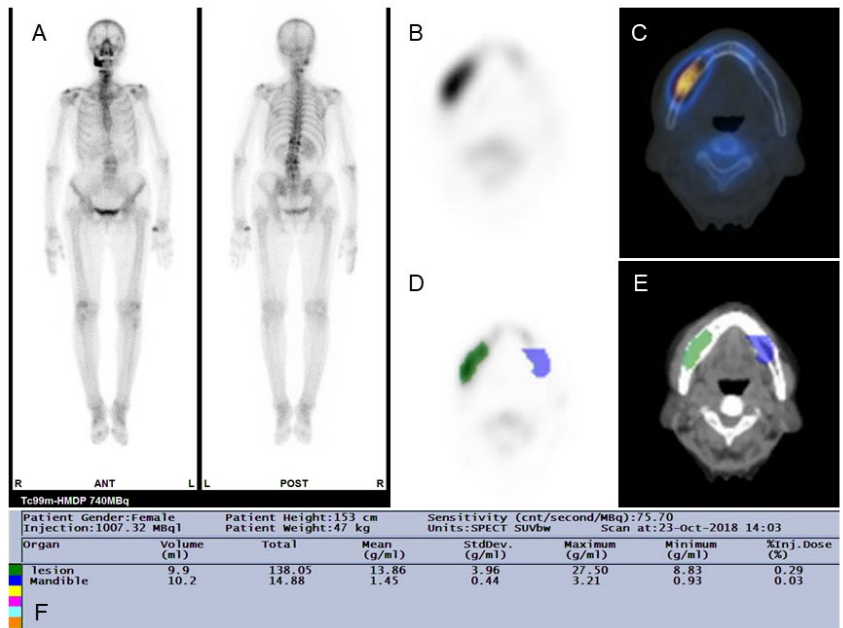 A
B
C
D
E
R ANT L
L POST R
Tc99m-HMDP 740MBq
Patient Gender:Female Patient Height:153 cm Sensitivity (cnt/second/MBq):75.70
Injection:1007.32 MBql Patient Weight:47 kg Units:SPECT SUVbw Scan at:23-Oct-2018 14:03
Organ Volume Total Mean StdDev. Maximum Minimum %Inj.Dose
(ml) (g/ml) (g/ml) (g/ml) (g/ml) (%)
lesion 9.9 138.05 13.86 3.96 27.50 8.83 0.29
Mandible 10.2 14.88 1.45 0.44 3.21 0.93 0.03
F